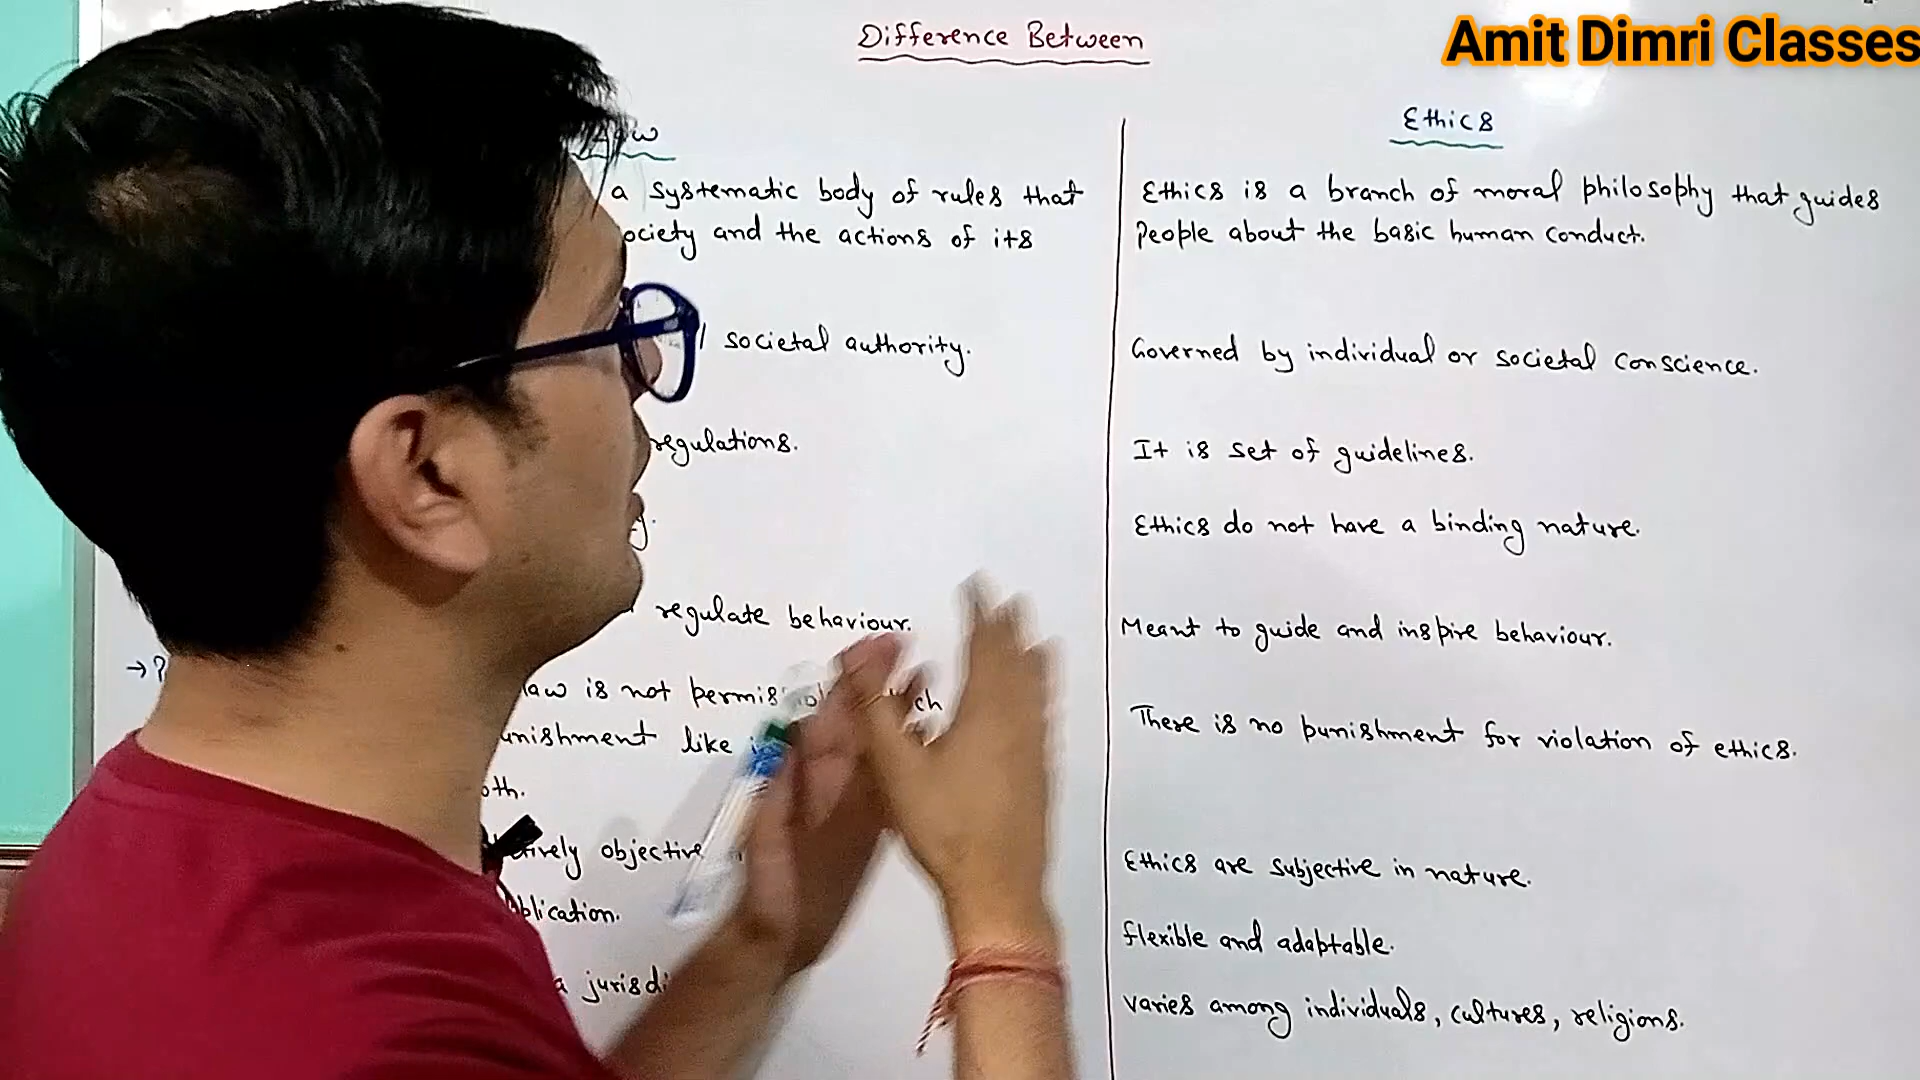 Difference Between
Amit Dimri Classes
Law
a systematic body of rules that
ociety and the actions of its
societal authority.
regulations.
regulate behaviour.
→ P
law is not permis ch
unishment like
oth.
tively objective
plication.
a jurisdi
Ethics
Ethics is a branch of moral philosophy that guides
people about the basic human conduct.
Governed by individual or societal conscience.
It is set of guidelines.
Ethics do not have a binding nature.
Meant to guide and inspire behaviour.
There is no punishment for violation of ethics.
Ethics are subjective in nature.
flexible and adaptable.
varies among individuals, cultures, religions.